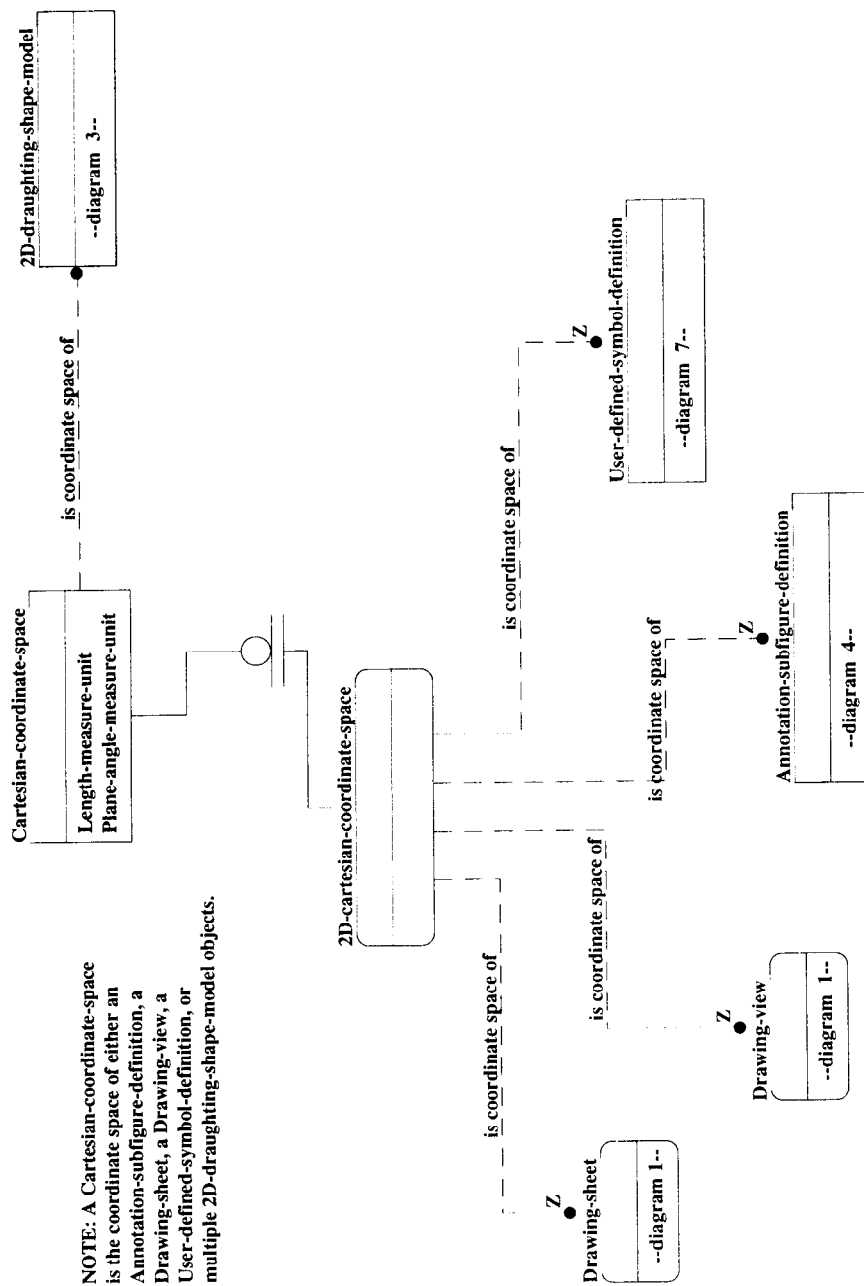 NOTE: A Cartesian-coordinate-space
is the coordinate space of either an
Annotation-subfigure-definition, a
Drawing-sheet, a Drawing-view, a
User-defined-symbol-definition, or
multiple 2D-draughting-shape-model objects.
Cartesian-coordinate-space
Length-measure-unit
Plane-angle-measure-unit
is coordinate space of
2D-draughting-shape-model
--diagram 3--
2D-cartesian-coordinate-space
is coordinate space of
Z
Drawing-sheet
--diagram 1--
is coordinate space of
Z
Drawing-view
--diagram 1--
is coordinate space of
Z
Annotation-subfigure-definition
--diagram 4--
is coordinate space of
Z
User-defined-symbol-definition
--diagram 7--